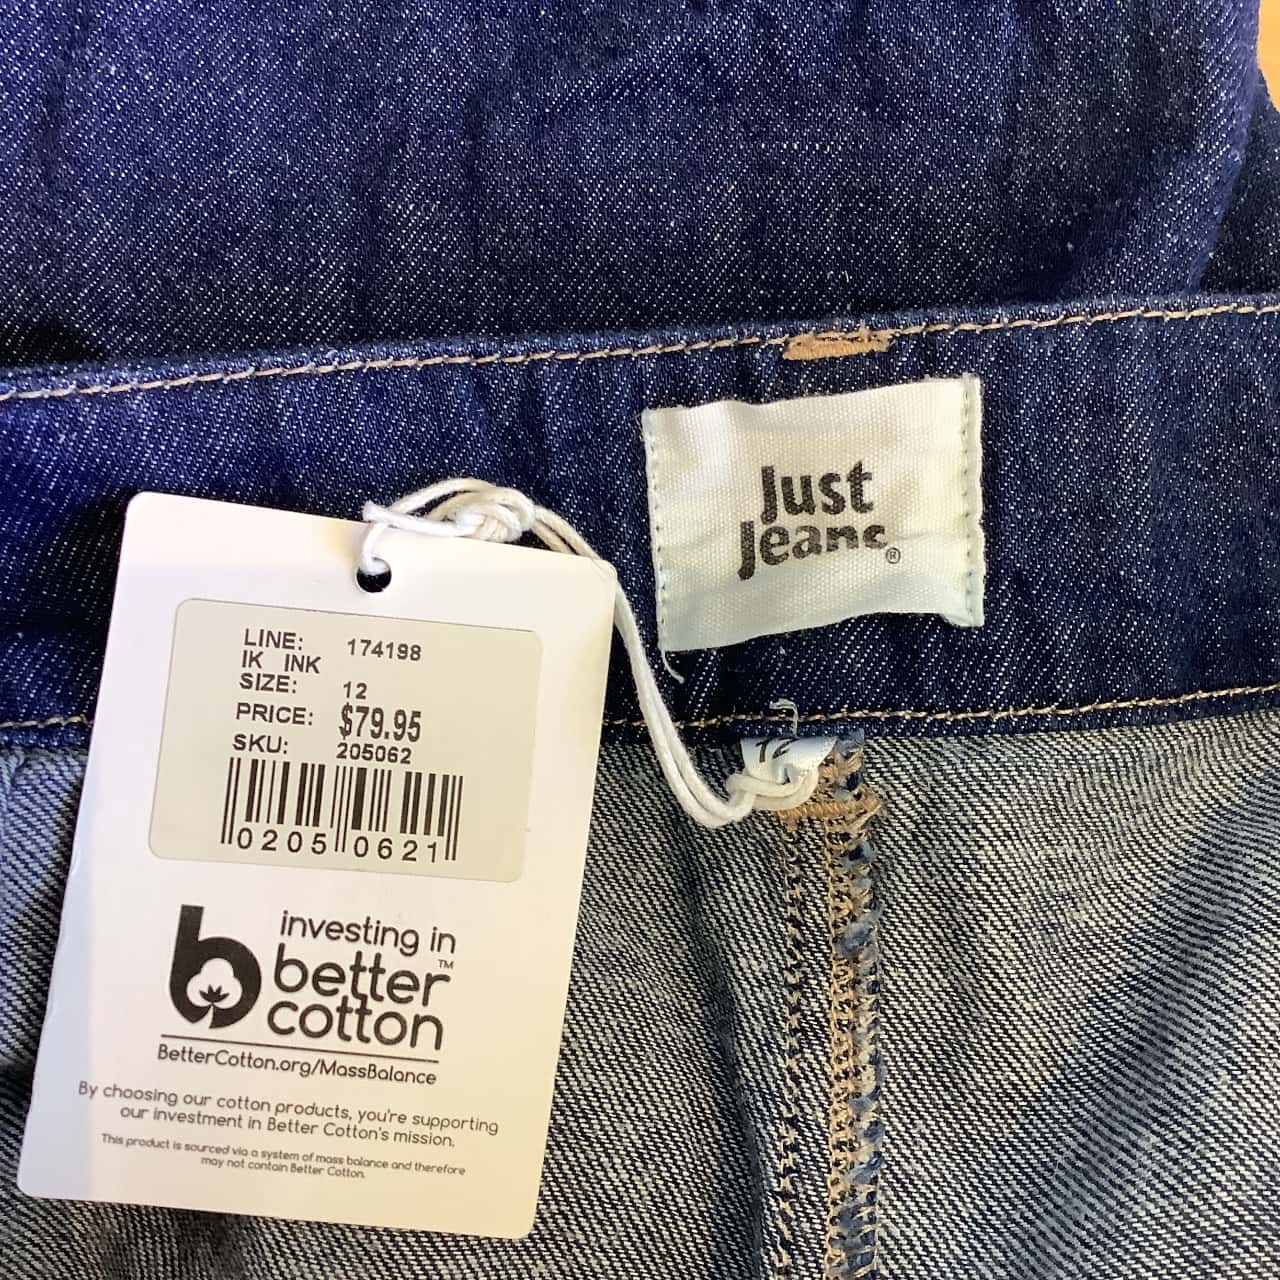 Just
Jeans
®
LINE: 174198
IK INK
SIZE: 12
PRICE: $79.95
SKU: 205062
0205 0621
12
investing in
better™
cotton
BetterCotton.org/MassBalance
By choosing our cotton products, you're supporting
our investment in Better Cotton's mission.
This product is sourced via a system of mass balance and therefore
may not contain Better Cotton.